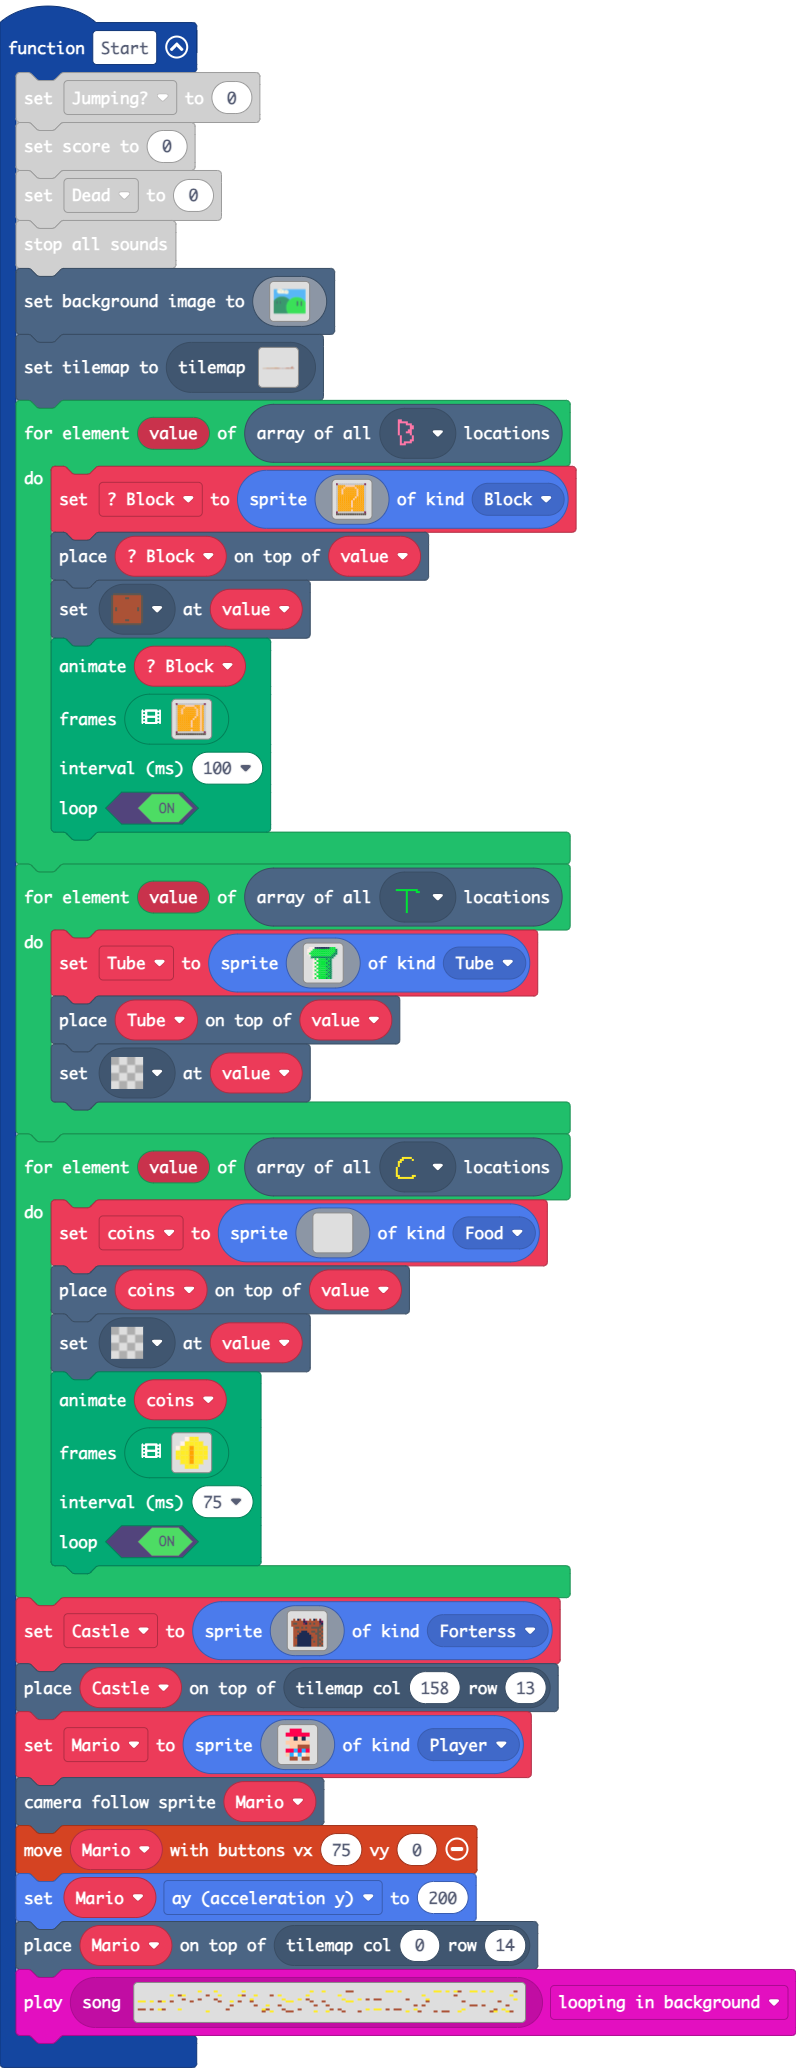 function Start
set Jumping? to 0
set score to 0
set Dead to 0
stop all sounds
set background image to
set tilemap to tilemap
for element value of array of all B locations
do
set ? Block to sprite ? of kind Block
place ? Block on top of value
set at value
animate ? Block
frames ?
interval (ms) 100
loop ON
for element value of array of all T locations
do
set Tube to sprite of kind Tube
place Tube on top of value
set at value
for element value of array of all C locations
do
set coins to sprite of kind Food
place coins on top of value
set at value
animate coins
frames
interval (ms) 75
loop ON
set Castle to sprite of kind Forterss
place Castle on top of tilemap col 158 row 13
set Mario to sprite of kind Player
camera follow sprite Mario
move Mario with buttons vx 75 vy 0
set Mario ay (acceleration y) to 200
place Mario on top of tilemap col 0 row 14
play song looping in background